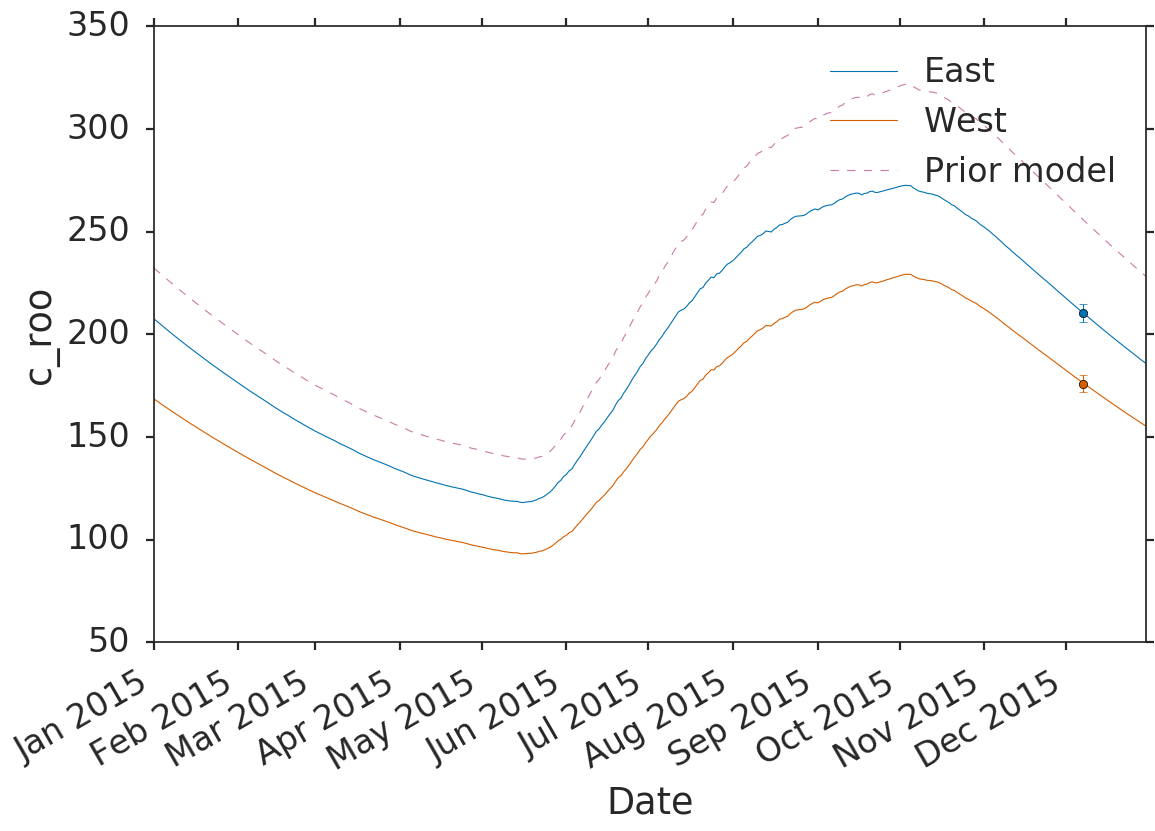 350
300
250
200
150
100
50
c_roo
East
West
Prior model
Jan 2015
Feb 2015
Mar 2015
Apr 2015
May 2015
Jun 2015
Jul 2015
Aug 2015
Sep 2015
Oct 2015
Nov 2015
Dec 2015
Date